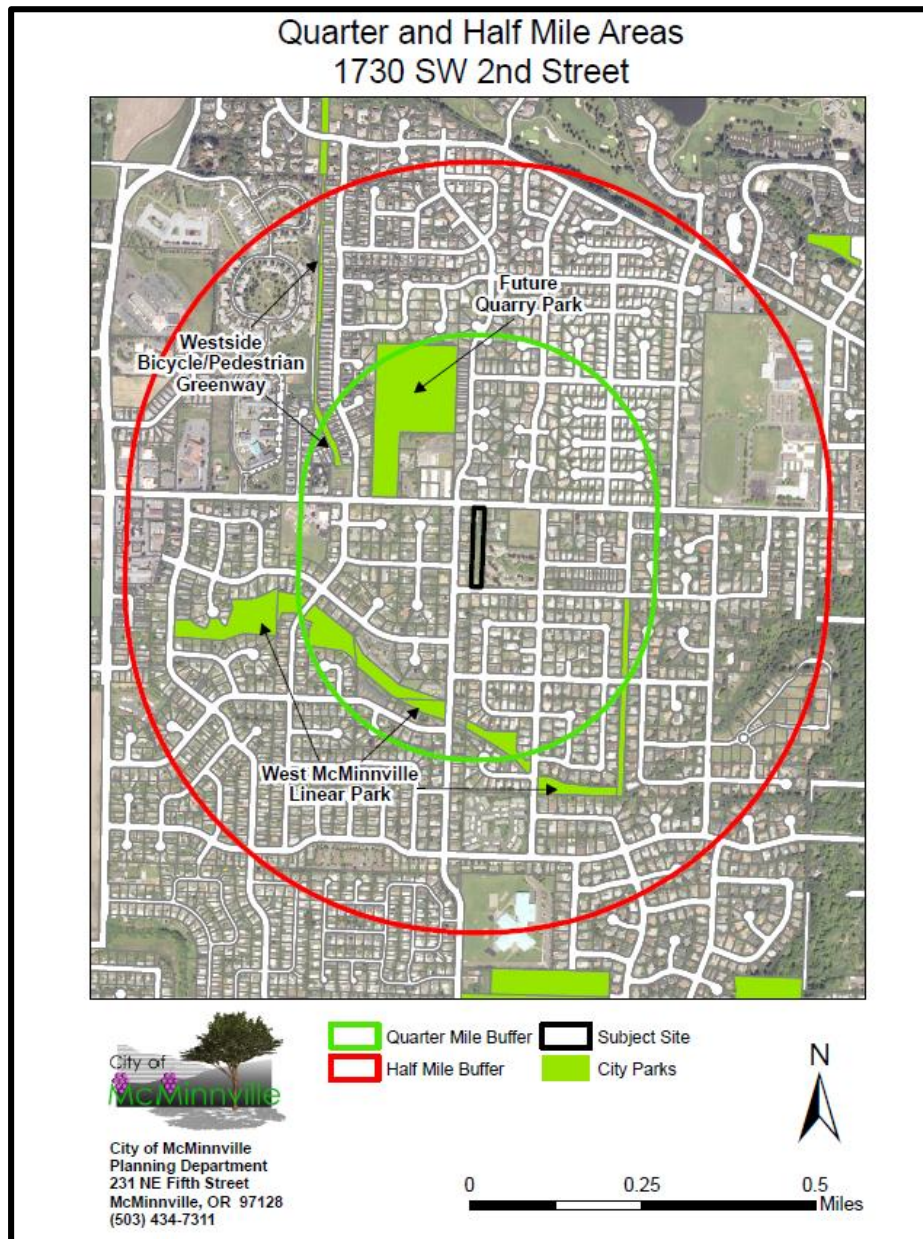 Quarter and Half Mile Areas
1730 SW 2nd Street
Future
Quarry Park
Westside
Bicycle/Pedestrian
Greenway
West McMinnville
Linear Park
City of
McMinnville
Quarter Mile Buffer
Subject Site
Half Mile Buffer
City Parks
N
City of McMinnville
Planning Department
231 NE Fifth Street
McMinnville, OR 97128
(503) 434-7311
0
0.25
0.5
Miles